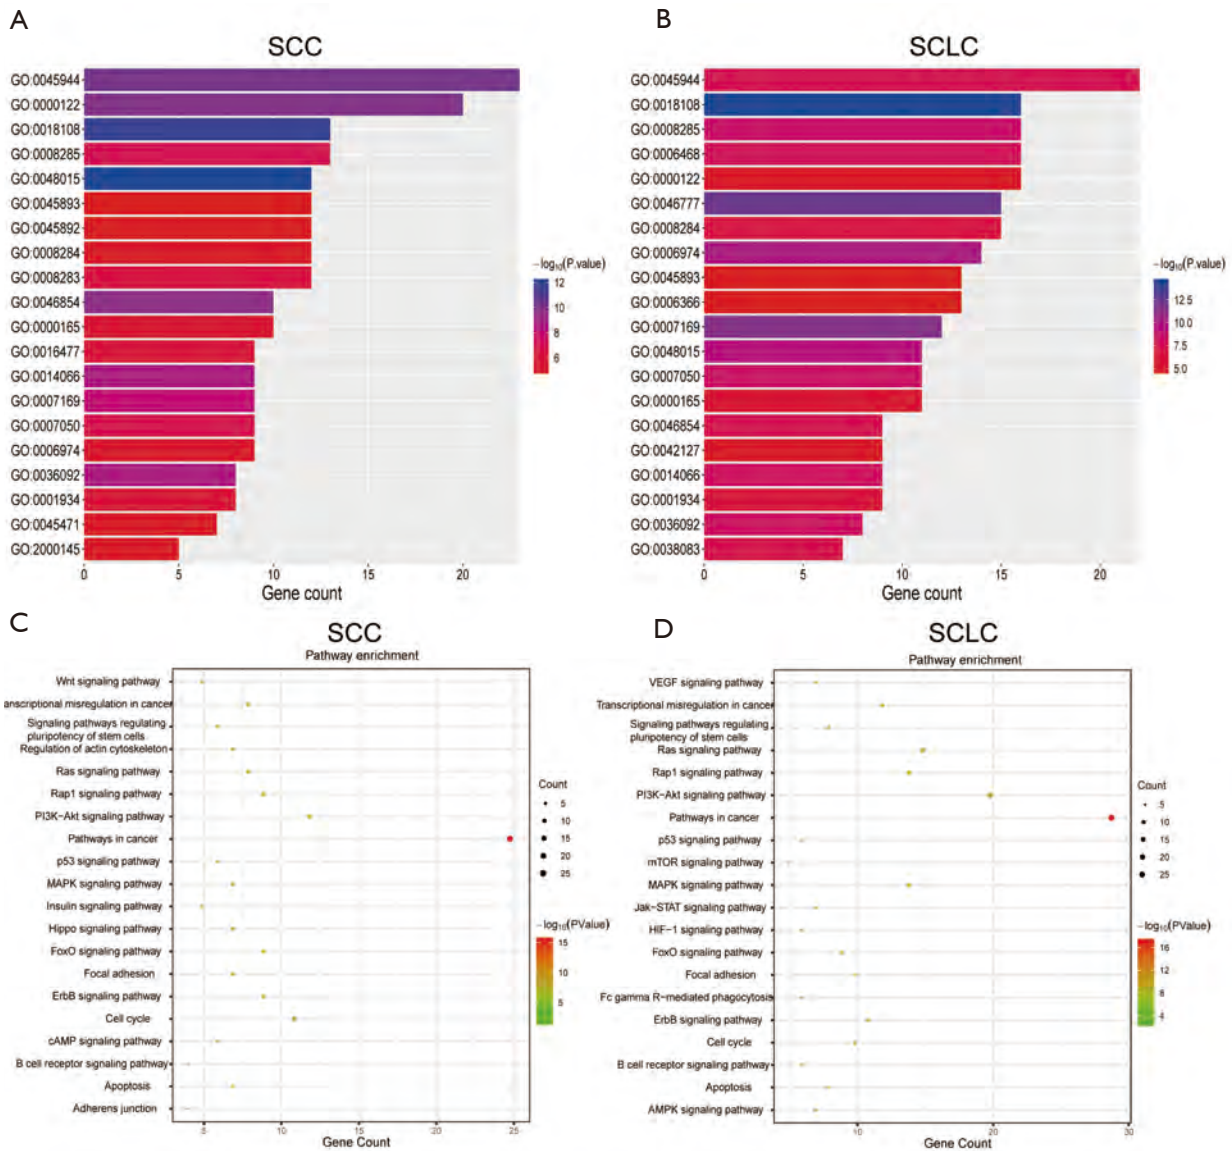 A
SCC
GO:0045944
GO:0000122
GO:0018108
GO:0008285
GO:0048015
GO:0045893
GO:0045892
GO:0008284
GO:0008283
GO:0046854
GO:0000165
GO:0016477
GO:0014066
GO:0007169
GO:0007050
GO:0006974
GO:0036092
GO:0001934
GO:0045471
GO:2000145
0 5 10 15 20
Gene count
−log10(P.value)
12
10
8
6
B
SCLC
GO:0045944
GO:0018108
GO:0008285
GO:0006468
GO:0000122
GO:0046777
GO:0008284
GO:0006974
GO:0045893
GO:0006366
GO:0007169
GO:0048015
GO:0007050
GO:0000165
GO:0046854
GO:0042127
GO:0014066
GO:0001934
GO:0036092
GO:0038083
0 5 10 15 20
Gene count
−log10(P.value)
12.5
10.0
7.5
5.0
C
SCC
Pathway enrichment
Wnt signaling pathway
anscriptional misregulation in cancer
Signaling pathways regulating
pluripotency of stem cells
Regulation of actin cytoskeleton
Ras signaling pathway
Rap1 signaling pathway
PI3K−Akt signaling pathway
Pathways in cancer
p53 signaling pathway
MAPK signaling pathway
Insulin signaling pathway
Hippo signaling pathway
FoxO signaling pathway
Focal adhesion
ErbB signaling pathway
Cell cycle
cAMP signaling pathway
B cell receptor signaling pathway
Apoptosis
Adherens junction
5 10 15 20 25
Gene Count
Count
5
10
15
20
25
−log10(PValue)
15
10
5
D
SCLC
Pathway enrichment
VEGF signaling pathway
Transcriptional misregulation in cancer
Signaling pathways regulating
pluripotency of stem cells
Ras signaling pathway
Rap1 signaling pathway
PI3K−Akt signaling pathway
Pathways in cancer
p53 signaling pathway
mTOR signaling pathway
MAPK signaling pathway
Jak−STAT signaling pathway
HIF−1 signaling pathway
FoxO signaling pathway
Focal adhesion
Fc gamma R−mediated phagocytosis
ErbB signaling pathway
Cell cycle
B cell receptor signaling pathway
Apoptosis
AMPK signaling pathway
10 20 30
Gene Count
Count
5
10
15
20
25
−log10(PValue)
16
12
8
4